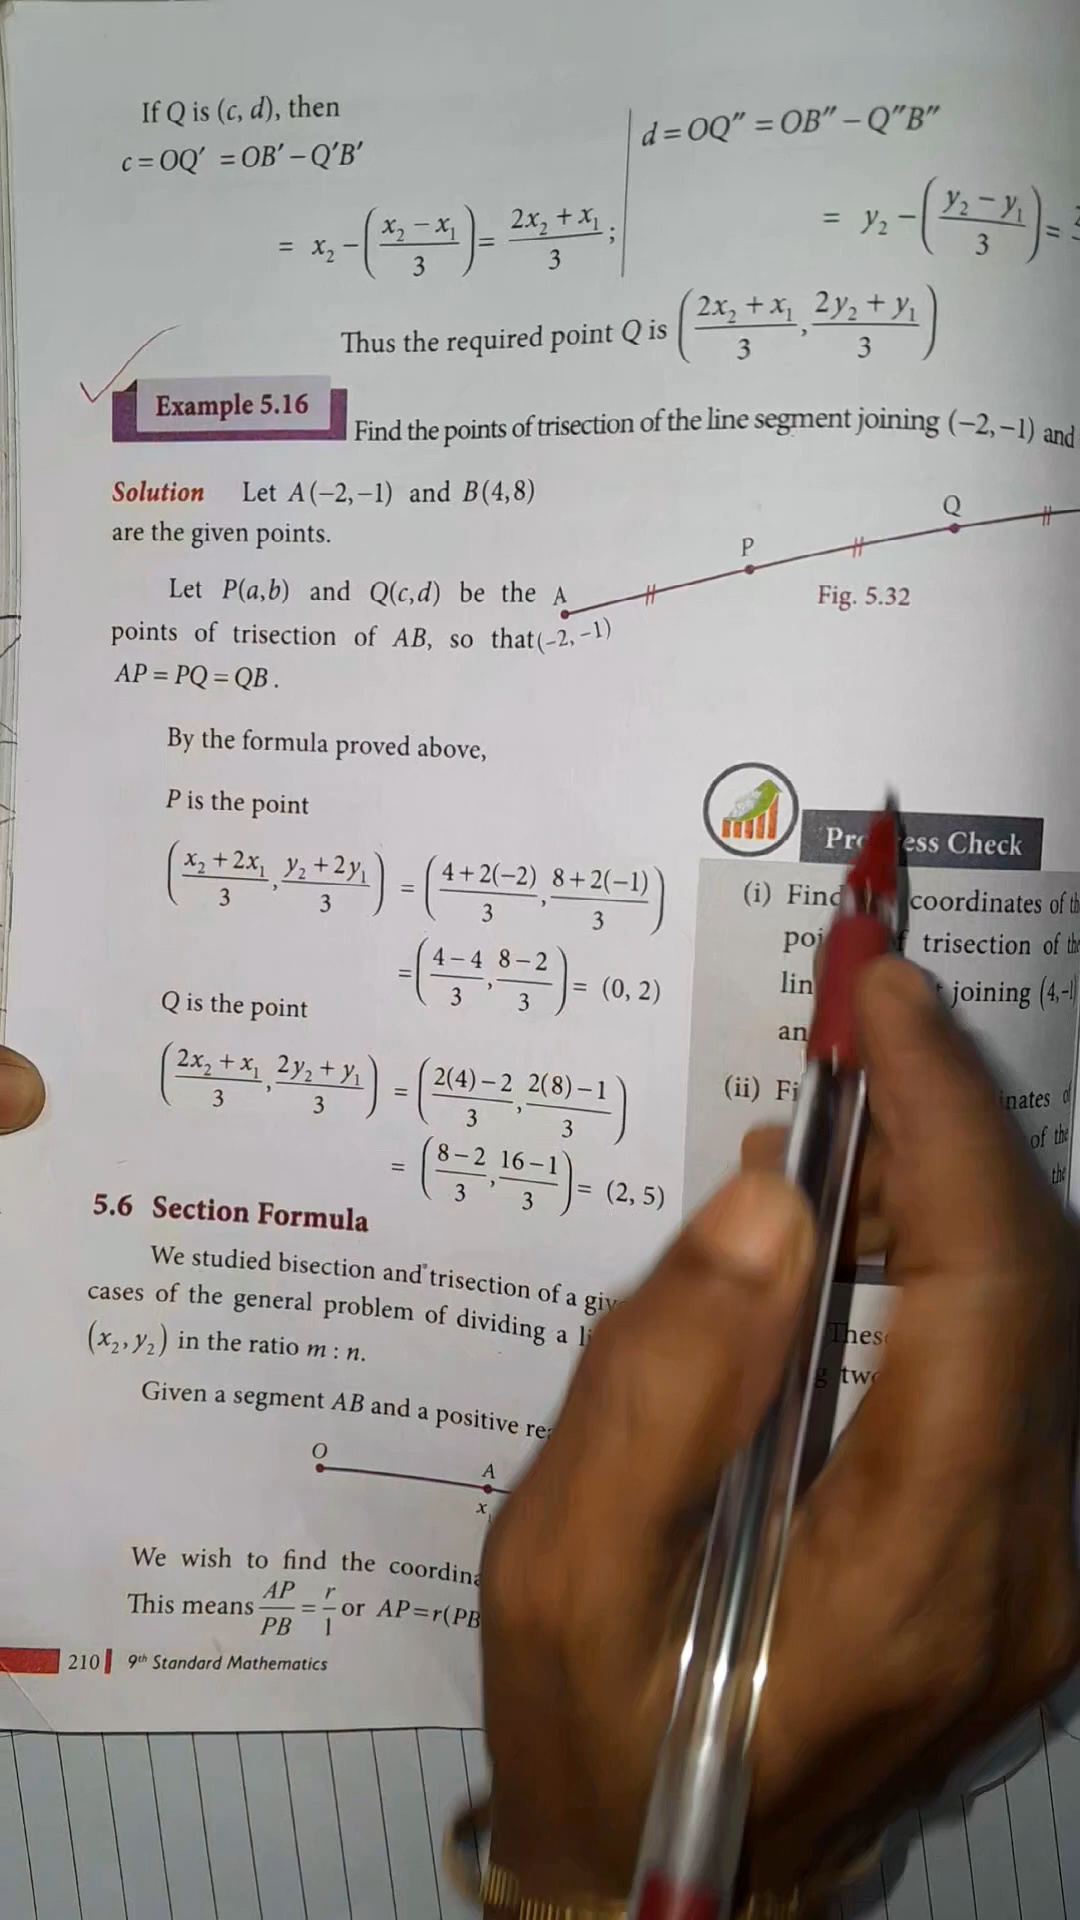 If Q is (c, d), then
c = OQ′ = OB′ – Q′B′
= x₂ – ((x₂ – x₁)/3) = (2x₂ + x₁)/3 ;
d = OQ″ = OB″ – Q″B″
= y₂ – ((y₂ – y₁)/3) =
Thus the required point Q is ((2x₂ + x₁)/3, (2y₂ + y₁)/3)
Example 5.16
Find the points of trisection of the line segment joining (–2, –1) and
Solution Let A(–2, –1) and B(4,8)
are the given points.
Let P(a,b) and Q(c,d) be the
points of trisection of AB, so that
AP = PQ = QB .
A
(–2, –1)
P
Q
Fig. 5.32
By the formula proved above,
P is the point
((x₂ + 2x₁)/3, (y₂ + 2y₁)/3) = ((4 + 2(–2))/3, (8 + 2(–1))/3)
= ((4 – 4)/3, (8 – 2)/3) = (0, 2)
Q is the point
((2x₂ + x₁)/3, (2y₂ + y₁)/3) = ((2(4) – 2)/3, (2(8) – 1)/3)
= ((8 – 2)/3, (16 – 1)/3) = (2, 5)
Check
(i) Find coordinates of
trisection of
joining (4,
(ii)
of the
the
5.6 Section Formula
We studied bisection and trisection of a
cases of the general problem of dividing a
(x₂, y₂) in the ratio m : n.
two
Given a segment AB and a positive
O
A
x₁
We wish to find the
This means AP/PB = r/1 or AP=r(PB
210 9th Standard Mathematics